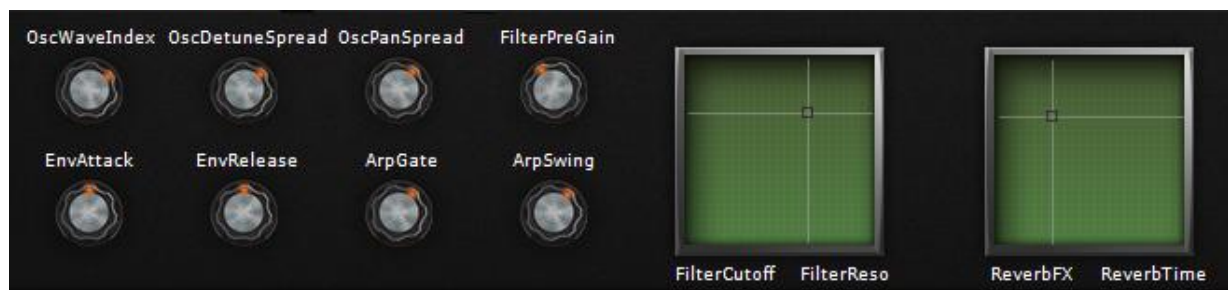 OscWaveIndex OscDetuneSpread OscPanSpread FilterPreGain
EnvAttack EnvRelease ArpGate ArpSwing
FilterCutoff FilterReso ReverbFX ReverbTime